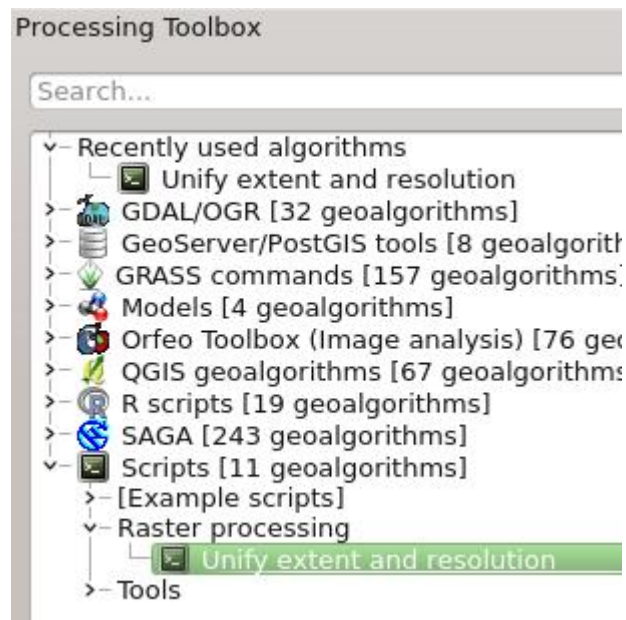 Processing Toolbox
Search...
Recently used algorithms
Unify extent and resolution
GDAL/OGR [32 geoalgorithms]
GeoServer/PostGIS tools [8 geoalgorith
GRASS commands [157 geoalgorithms]
Models [4 geoalgorithms]
Orfeo Toolbox (Image analysis) [76 geo
QGIS geoalgorithms [67 geoalgorithms
R scripts [19 geoalgorithms]
SAGA [243 geoalgorithms]
Scripts [11 geoalgorithms]
[Example scripts]
Raster processing
Unify extent and resolution
Tools